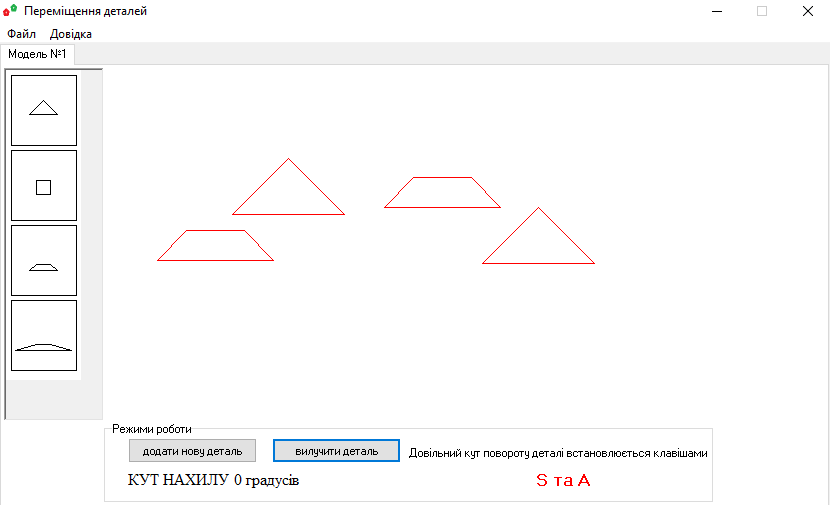 Переміщення деталей
Файл Довідка
Модель №1
Режими роботи
додати нову деталь вилучити деталь Довільний кут повороту деталі встановлюється клавішами
КУТ НАХИЛУ 0 градусів S та A